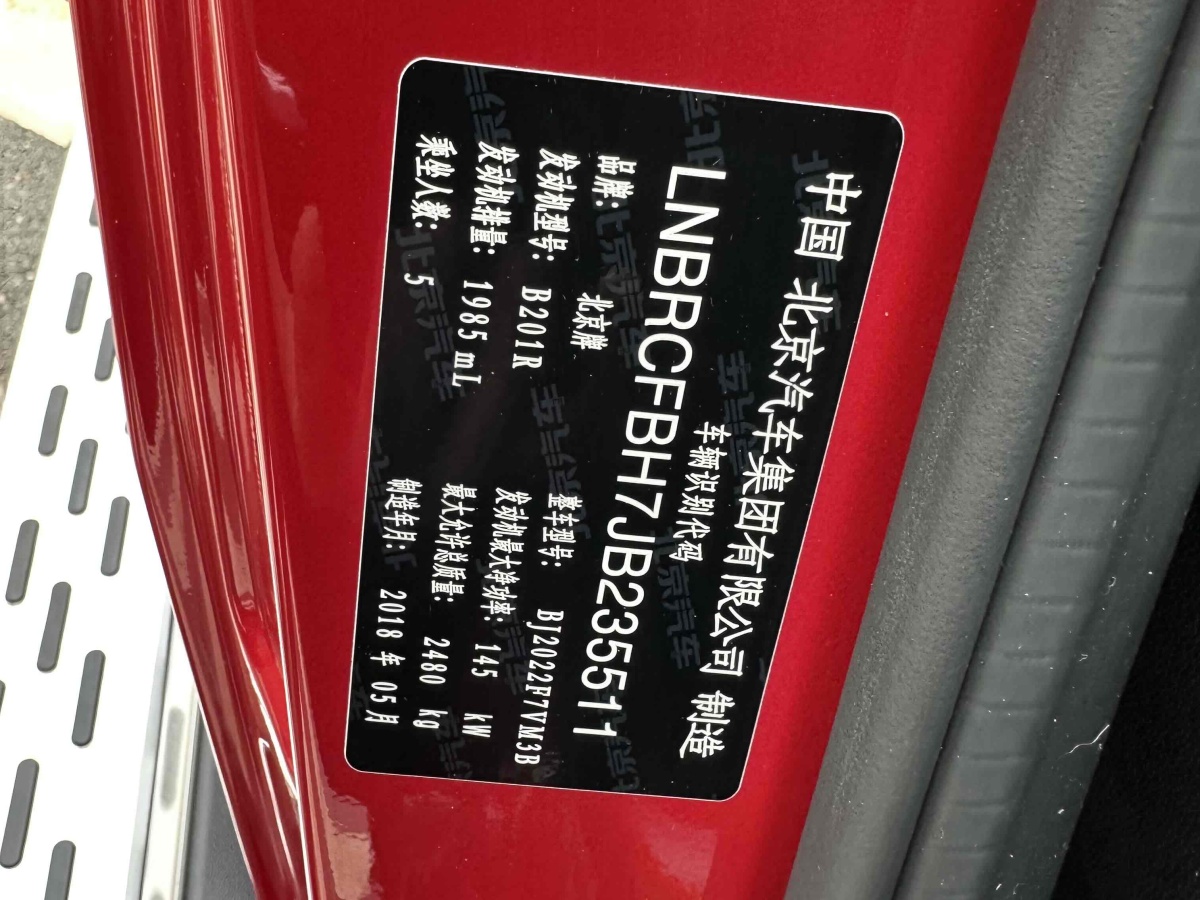 中国 北京汽车集团有限公司 制造
车辆识别代码
LNBRCFBH7JB235511
品牌: 北京牌 整车型号: BJ2022F7VM3B
发动机型号: B201R 发动机最大净功率: 145 kW
发动机排量: 1985 mL 最大允许总质量: 2480 kg
乘坐人数: 5 制造年月: 2018 年 05月